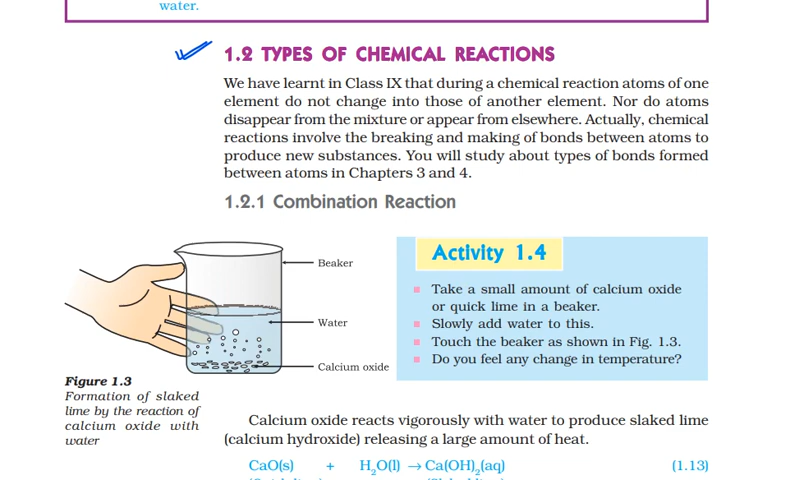 water.
1.2 TYPES OF CHEMICAL REACTIONS
We have learnt in Class IX that during a chemical reaction atoms of one
element do not change into those of another element. Nor do atoms
disappear from the mixture or appear from elsewhere. Actually, chemical
reactions involve the breaking and making of bonds between atoms to
produce new substances. You will study about types of bonds formed
between atoms in Chapters 3 and 4.
1.2.1 Combination Reaction
Beaker
Water
Calcium oxide
Figure 1.3
Formation of slaked
lime by the reaction of
calcium oxide with
water
Activity 1.4
Take a small amount of calcium oxide
or quick lime in a beaker.
Slowly add water to this.
Touch the beaker as shown in Fig. 1.3.
Do you feel any change in temperature?
Calcium oxide reacts vigorously with water to produce slaked lime
(calcium hydroxide) releasing a large amount of heat.
CaO(s) + H₂O(l) → Ca(OH)₂(aq) (1.13)